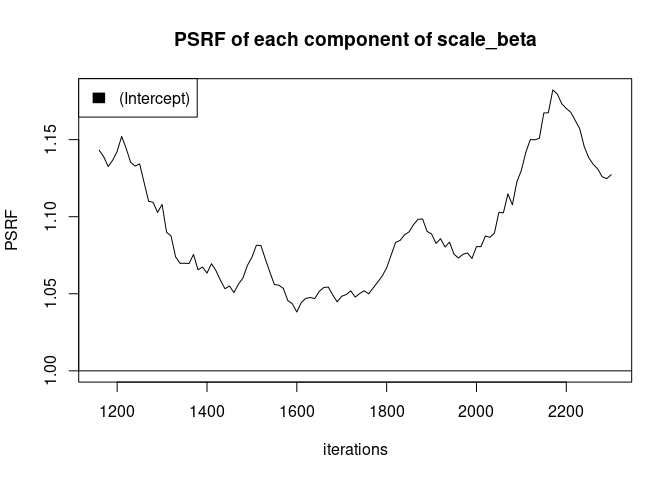 PSRF of each component of scale_beta
(Intercept)
PSRF
1.15
1.10
1.05
1.00
1200 1400 1600 1800 2000 2200
iterations